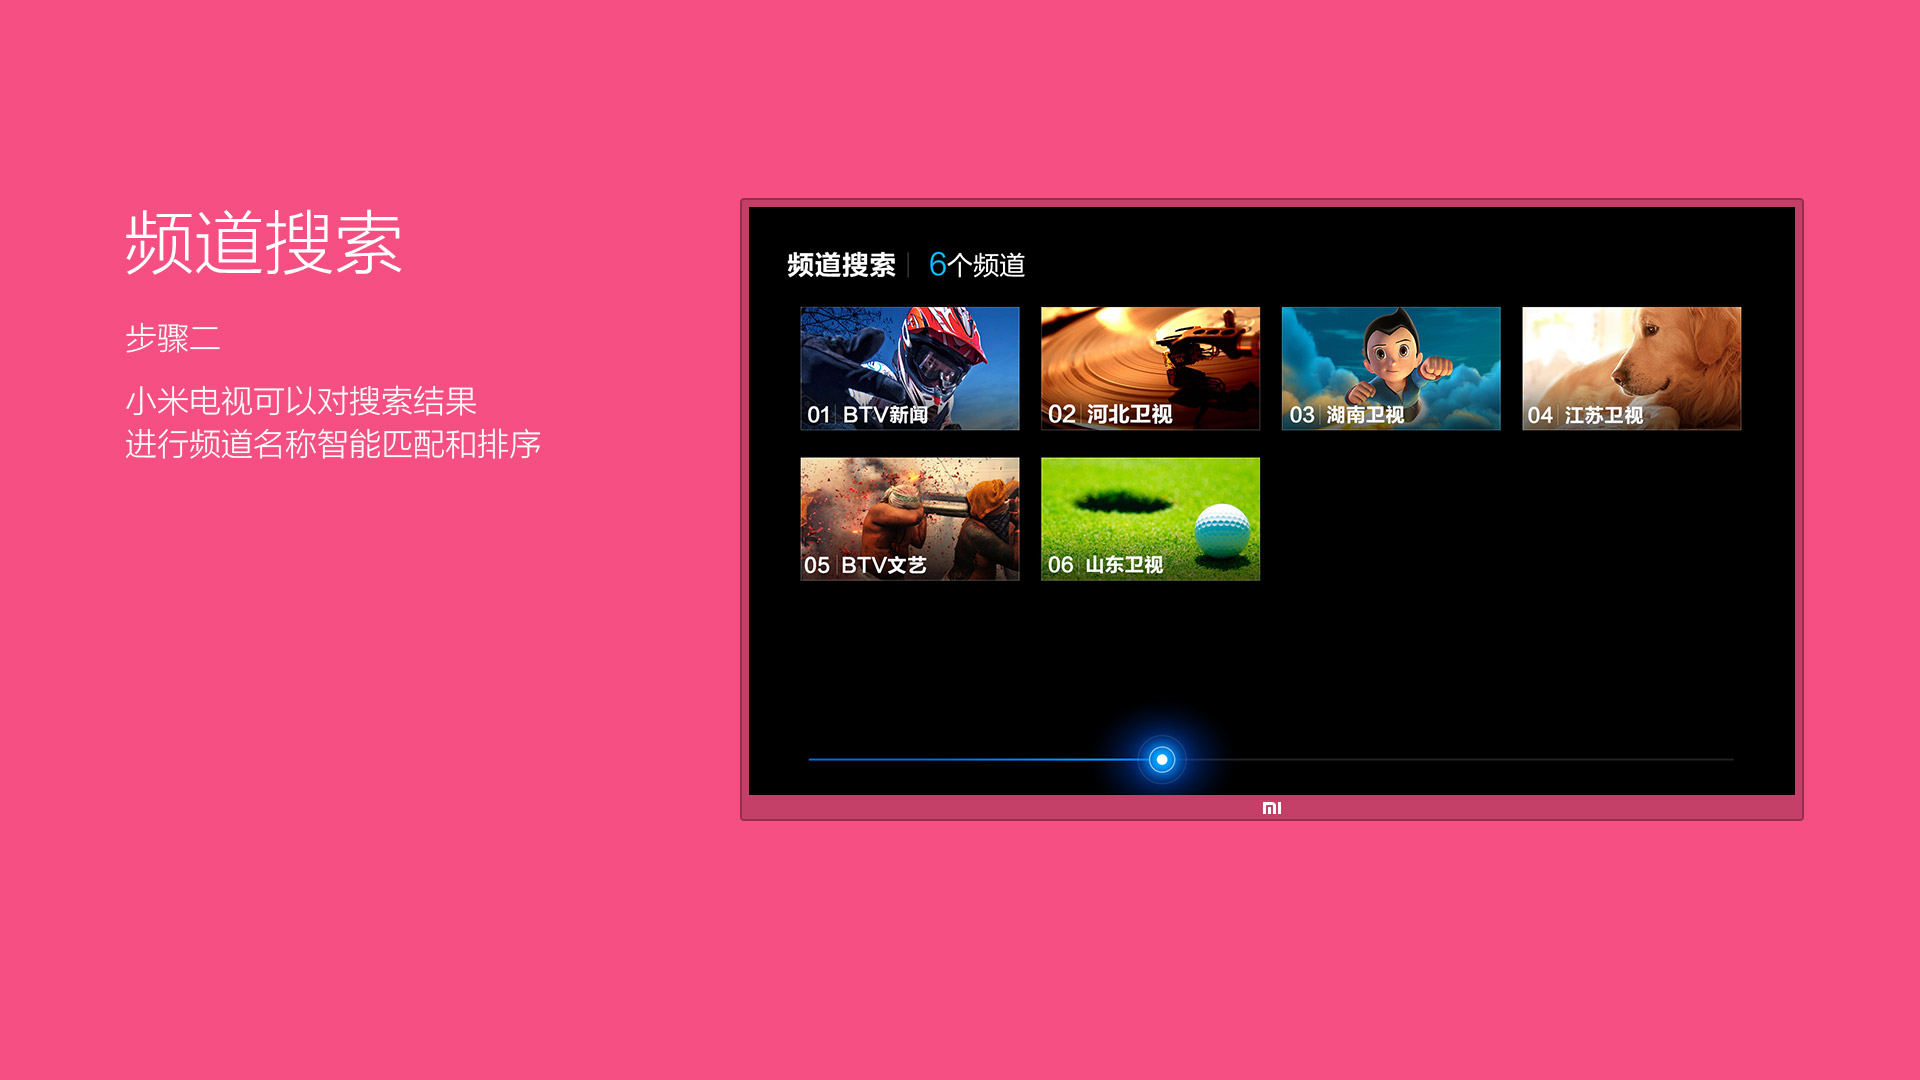 频道搜索
步骤二
小米电视可以对搜索结果
进行频道名称智能匹配和排序
频道搜索 6个频道
01 BTV新闻
02 河北卫视
03 湖南卫视
04 江苏卫视
05 BTV文艺
06 山东卫视
mi